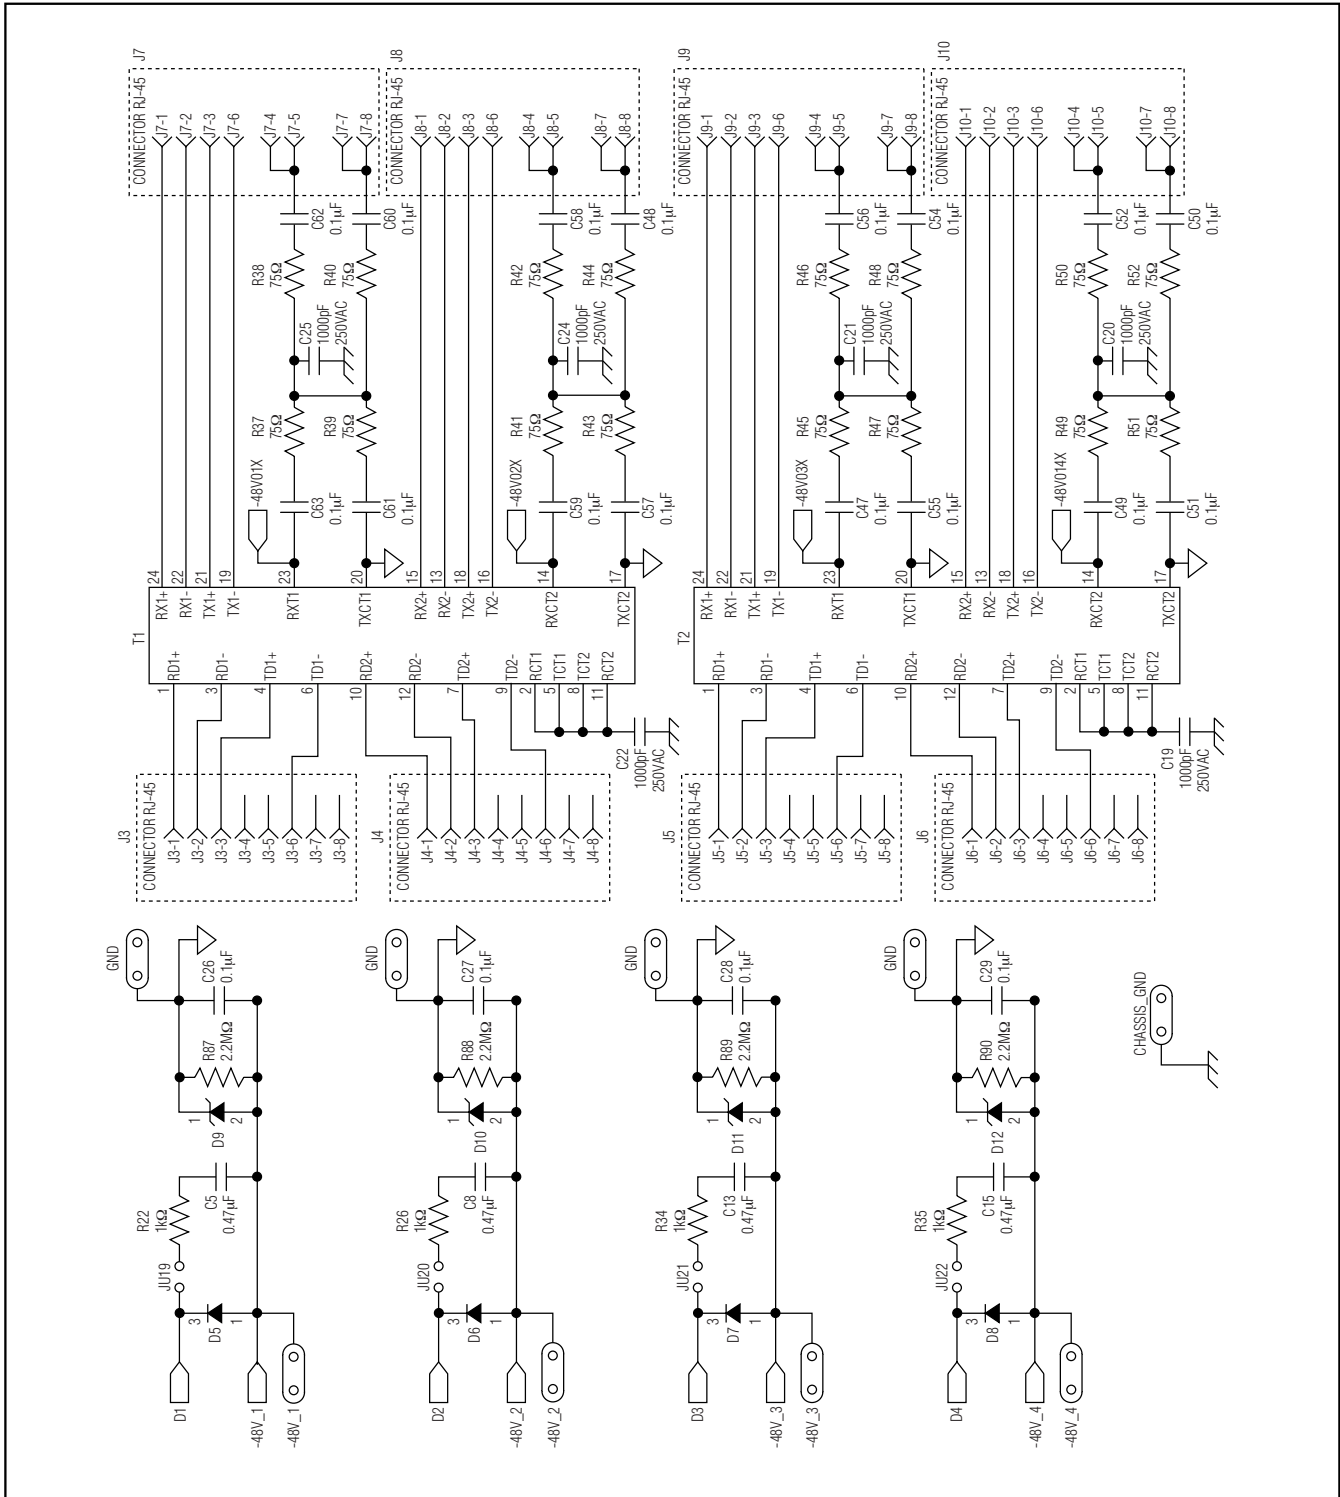 J7
CONNECTOR RJ-45
J7-1
J7-2
J7-3
J7-6
J7-4
J7-5
J7-7
J7-8
J8
CONNECTOR RJ-45
J8-1
J8-2
J8-3
J8-6
J8-4
J8-5
J8-7
J8-8
J9
CONNECTOR RJ-45
J9-1
J9-2
J9-3
J9-6
J9-4
J9-5
J9-7
J9-8
J10
CONNECTOR RJ-45
J10-1
J10-2
J10-3
J10-6
J10-4
J10-5
J10-7
J10-8
C62
0.1µF
C60
0.1µF
C58
0.1µF
C48
0.1µF
C56
0.1µF
C54
0.1µF
C52
0.1µF
C50
0.1µF
R38
75Ω
R40
75Ω
R42
75Ω
R44
75Ω
R46
75Ω
R48
75Ω
R50
75Ω
R52
75Ω
C25
1000pF
250VAC
C24
1000pF
250VAC
C21
1000pF
250VAC
C20
1000pF
250VAC
R37
75Ω
R39
75Ω
R41
75Ω
R43
75Ω
R45
75Ω
R47
75Ω
R49
75Ω
R51
75Ω
-48V01X
C63
0.1µF
C61
0.1µF
-48V02X
C59
0.1µF
C57
0.1µF
-48V03X
C47
0.1µF
C55
0.1µF
-48V014X
C49
0.1µF
C51
0.1µF
T1
24
RX1+
22
RX1-
21
TX1+
19
TX1-
23
RXT1
20
TXCT1
15
RX2+
13
RX2-
18
TX2+
16
TX2-
14
RXCT2
17
TXCT2
RD1+
1
RD1-
3
TD1+
4
TD1-
6
RD2+
10
RD2-
12
TD2+
7
TD2-
9
RCT1
2
TCT1
5
TCT2
8
RCT2
11
T2
24
RX1+
22
RX1-
21
TX1+
19
TX1-
23
RXT1
20
TXCT1
15
RX2+
13
RX2-
18
TX2+
16
TX2-
14
RXCT2
17
TXCT2
RD1+
1
RD1-
3
TD1+
4
TD1-
6
RD2+
10
RD2-
12
TD2+
7
TD2-
9
RCT1
2
TCT1
5
TCT2
8
RCT2
11
C22
1000pF
250VAC
C19
1000pF
250VAC
J3
CONNECTOR RJ-45
J3-1
J3-2
J3-3
J3-4
J3-5
J3-6
J3-7
J3-8
J4
CONNECTOR RJ-45
J4-1
J4-2
J4-3
J4-4
J4-5
J4-6
J4-7
J4-8
J5
CONNECTOR RJ-45
J5-1
J5-2
J5-3
J5-4
J5-5
J5-6
J5-7
J5-8
J6
CONNECTOR RJ-45
J6-1
J6-2
J6-3
J6-4
J6-5
J6-6
J6-7
J6-8
GND
C26
0.1µF
R87
2.2MΩ
1
2
D9
C5
0.47µF
R22
1kΩ
JU19
3
1
D5
D1
-48V_1
-48V_1
GND
C27
0.1µF
R88
2.2MΩ
1
2
D10
C8
0.47µF
R26
1kΩ
JU20
3
1
D6
D2
-48V_2
-48V_2
GND
C28
0.1µF
R89
2.2MΩ
1
2
D11
C13
0.47µF
R34
1kΩ
JU21
3
1
D7
D3
-48V_3
-48V_3
GND
C29
0.1µF
R90
2.2MΩ
1
2
D12
C15
0.47µF
R35
1kΩ
JU22
3
1
D8
D4
-48V_4
-48V_4
CHASSIS_GND